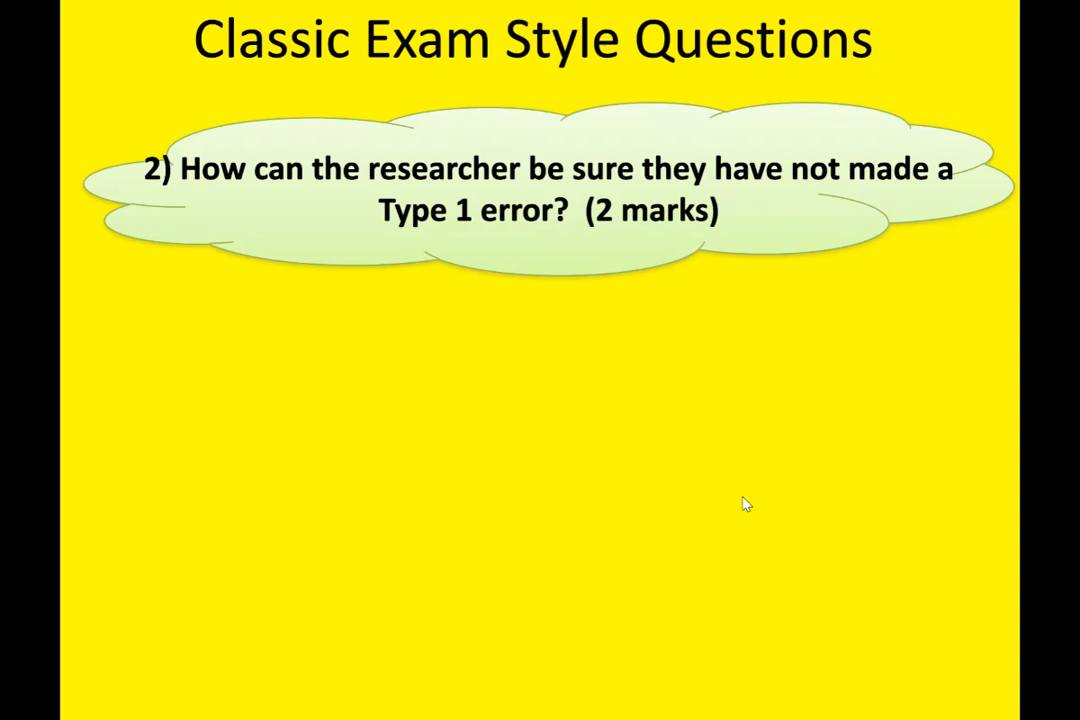 Classic Exam Style Questions
2) How can the researcher be sure they have not made a
Type 1 error? (2 marks)